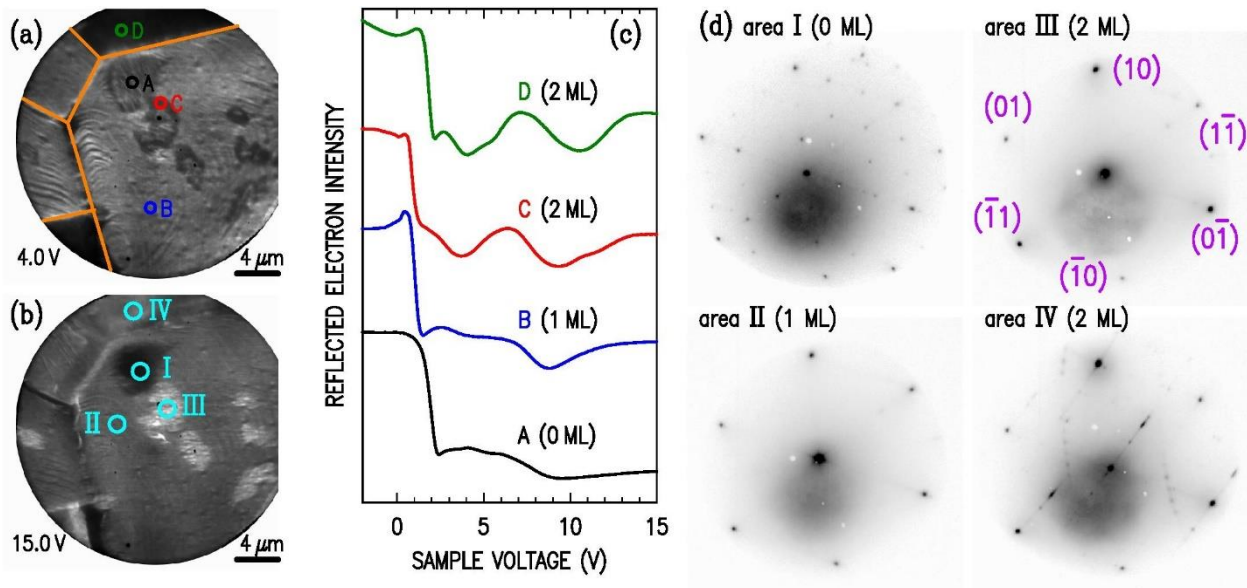 (a)
D
A
C
B
4.0 V
4 μm
(b)
IV
I
III
II
15.0 V
4 μm
(c)
REFLECTED ELECTRON INTENSITY
D (2 ML)
C (2 ML)
B (1 ML)
A (0 ML)
0 5 10 15
SAMPLE VOLTAGE (V)
(d) area I (0 ML)
area III (2 ML)
(10)
(01)
(11̅)
(1̅1)
(01̅)
(1̅0)
area II (1 ML)
area IV (2 ML)